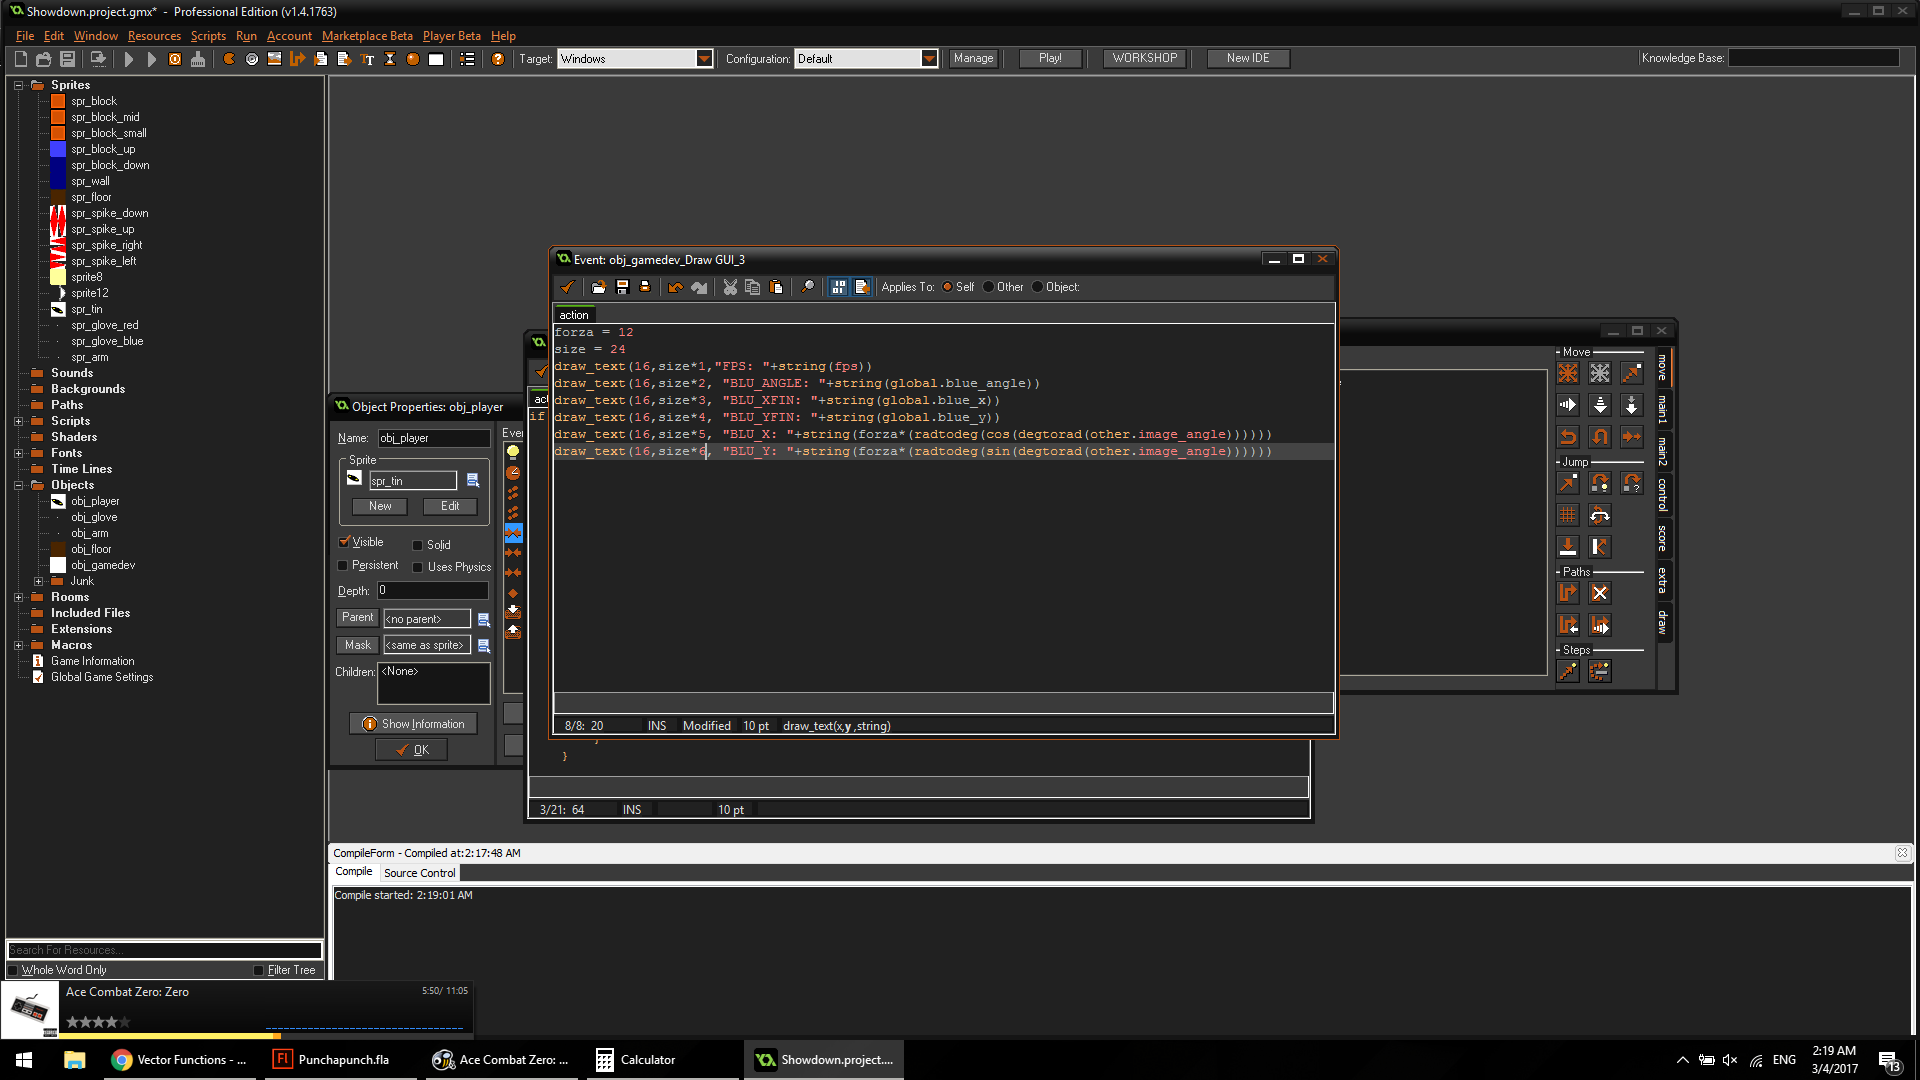 Showdown.project.gmx* - Professional Edition (v1.4.1763)
File Edit Window Resources Scripts Run Account Marketplace Beta Player Beta Help
Target: Windows Configuration: Default Manage Play! WORKSHOP New IDE Knowledge Base:
Sprites
spr_block
spr_block_mid
spr_block_small
spr_block_up
spr_block_down
spr_wall
spr_floor
spr_spike_down
spr_spike_up
spr_spike_right
spr_spike_left
sprite8
sprite12
spr_tin
spr_glove_red
spr_glove_blue
spr_arm
Sounds
Backgrounds
Paths
Scripts
Shaders
Fonts
Time Lines
Objects
obj_player
obj_glove
obj_arm
obj_floor
obj_gamedev
Junk
Rooms
Included Files
Extensions
Macros
Game Information
Global Game Settings
Search For Resources...
Whole Word Only Filter Tree
Object Properties: obj_player
Name: obj_player
Sprite
spr_tin
New Edit
Visible Solid
Persistent Uses Physics
Depth: 0
Parent <no parent>
Mask <same as sprite>
Children: <None>
Show Information
OK
Eve
Event: obj_gamedev_Draw GUI_3
Applies To: Self Other Object:
action
forza = 12
size = 24
draw_text(16,size*1,"FPS: "+string(fps))
draw_text(16,size*2, "BLU_ANGLE: "+string(global.blue_angle))
draw_text(16,size*3, "BLU_XFIN: "+string(global.blue_x))
draw_text(16,size*4, "BLU_YFIN: "+string(global.blue_y))
draw_text(16,size*5, "BLU_X: "+string(forza*(radtodeg(cos(degtorad(other.image_angle))))))
draw_text(16,size*6, "BLU_Y: "+string(forza*(radtodeg(sin(degtorad(other.image_angle))))))
8/8: 20 INS Modified 10 pt draw_text(x,y ,string)
act
if
}
3/21: 64 INS 10 pt
Move
Jump
Paths
Steps
move
main1
main2
control
score
extra
draw
CompileForm - Compiled at:2:17:48 AM
Compile Source Control
Compile started: 2:19:01 AM
Ace Combat Zero: Zero 5:50/ 11:05
Vector Functions - ... Punchapunch.fla Ace Combat Zero: ... Calculator Showdown.project....
ENG 2:19 AM
3/4/2017
13